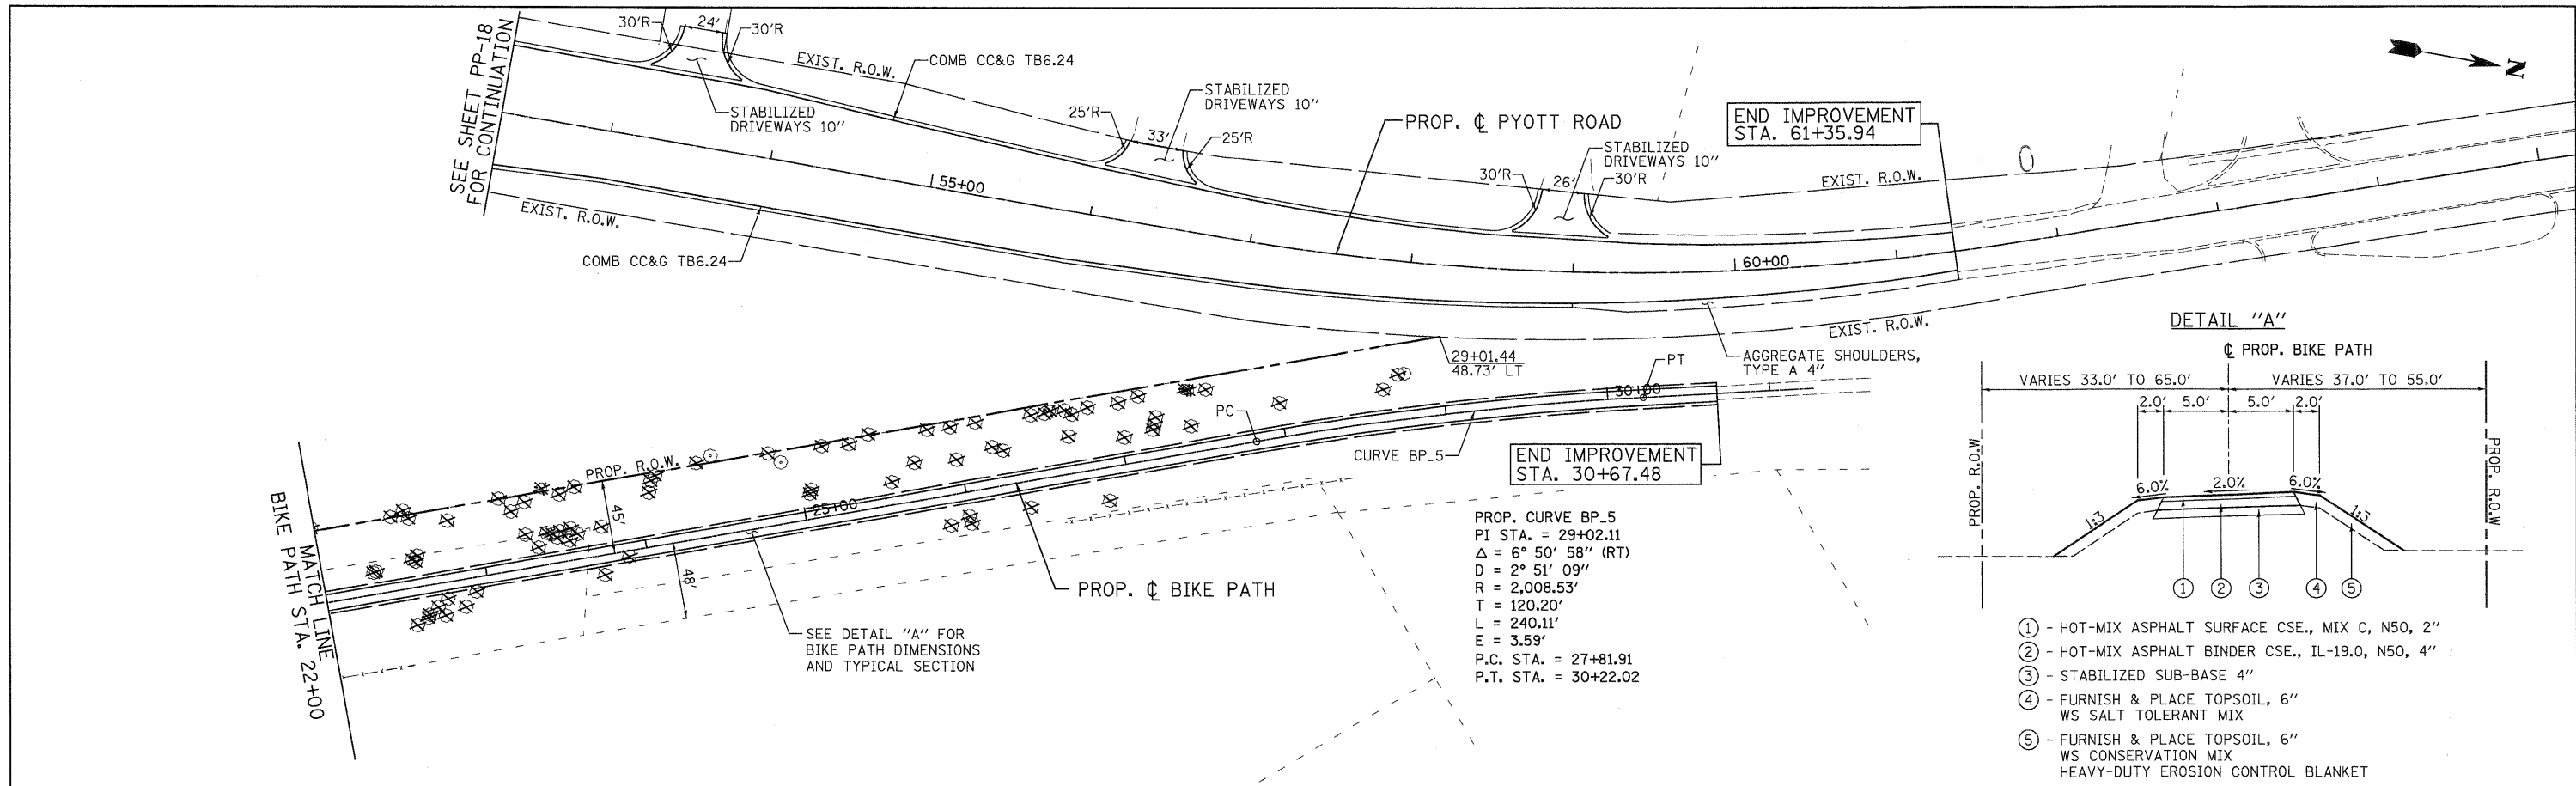 SEE SHEET PP-18
FOR CONTINUATION
30'R
24'
30'R
EXIST. R.O.W.
COMB CC&G TB6.24
STABILIZED
DRIVEWAYS 10"
STABILIZED
DRIVEWAYS 10"
25'R
33'
25'R
PROP. ℄ PYOTT ROAD
END IMPROVEMENT
STA. 61+35.94
STABILIZED
DRIVEWAYS 10"
30'R
26'
30'R
EXIST. R.O.W.
N
55+00
60+00
EXIST. R.O.W.
COMB CC&G TB6.24
EXIST. R.O.W.
AGGREGATE SHOULDERS,
TYPE A 4"
29+01.44
48.73' LT
PT
30+00
PC
CURVE BP_5
END IMPROVEMENT
STA. 30+67.48
PROP. R.O.W.
45'
25+00
48'
MATCH LINE
BIKE PATH STA. 22+00
PROP. ℄ BIKE PATH
SEE DETAIL "A" FOR
BIKE PATH DIMENSIONS
AND TYPICAL SECTION
PROP. CURVE BP_5
PI STA. = 29+02.11
Δ = 6° 50' 58" (RT)
D = 2° 51' 09"
R = 2,008.53'
T = 120.20'
L = 240.11'
E = 3.59'
P.C. STA. = 27+81.91
P.T. STA. = 30+22.02
DETAIL "A"
℄ PROP. BIKE PATH
VARIES 33.0' TO 65.0'
VARIES 37.0' TO 55.0'
2.0'
5.0'
5.0'
2.0'
PROP. R.O.W
PROP. R.O.W
6.0%
2.0%
6.0%
1:3
1:3
1
2
3
4
5
1 - HOT-MIX ASPHALT SURFACE CSE., MIX C, N50, 2"
2 - HOT-MIX ASPHALT BINDER CSE., IL-19.0, N50, 4"
3 - STABILIZED SUB-BASE 4"
4 - FURNISH & PLACE TOPSOIL, 6"
WS SALT TOLERANT MIX
5 - FURNISH & PLACE TOPSOIL, 6"
WS CONSERVATION MIX
HEAVY-DUTY EROSION CONTROL BLANKET